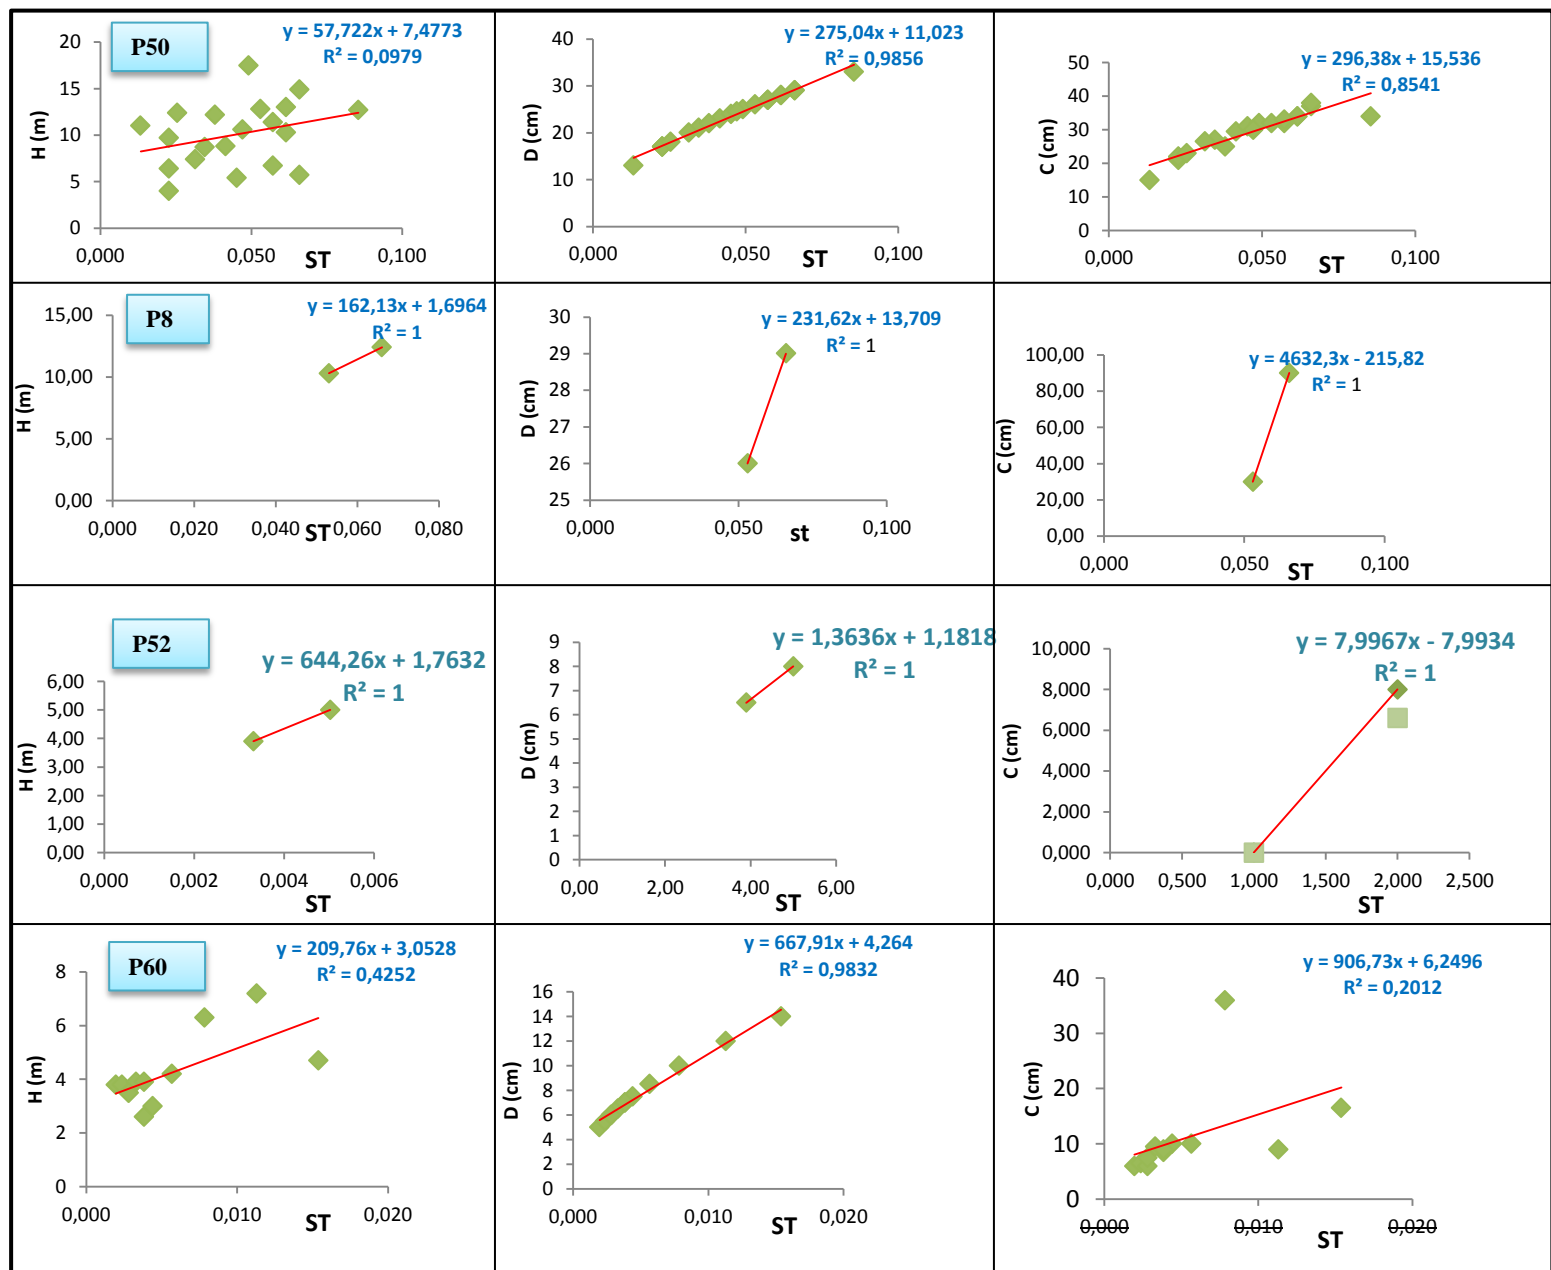 P50
y = 57,722x + 7,4773
R² = 0,0979
20
15
10
5
0
H (m)
0,000 0,050 0,100
ST
y = 275,04x + 11,023
R² = 0,9856
40
30
20
10
0
D (cm)
0,000 0,050 0,100
ST
y = 296,38x + 15,536
R² = 0,8541
50
40
30
20
10
0
C (cm)
0,000 0,050 0,100
ST
P8
y = 162,13x + 1,6964
R² = 1
15,00
10,00
5,00
0,00
H (m)
0,000 0,020 0,040 0,060 0,080
ST
y = 231,62x + 13,709
R² = 1
30
29
28
27
26
25
D (cm)
0,000 0,050 0,100
st
y = 4632,3x - 215,82
R² = 1
100,00
80,00
60,00
40,00
20,00
0,00
C (cm)
0,000 0,050 0,100
ST
P52
y = 644,26x + 1,7632
R² = 1
6,00
5,00
4,00
3,00
2,00
1,00
0,00
H (m)
0,000 0,002 0,004 0,006
ST
y = 1,3636x + 1,1818
R² = 1
9
8
7
6
5
4
3
2
1
0
D (cm)
0,00 2,00 4,00 6,00
ST
y = 7,9967x - 7,9934
R² = 1
10,000
8,000
6,000
4,000
2,000
0,000
C (cm)
0,000 0,500 1,000 1,500 2,000 2,500
ST
P60
y = 209,76x + 3,0528
R² = 0,4252
8
6
4
2
0
H (m)
0,000 0,010 0,020
ST
y = 667,91x + 4,264
R² = 0,9832
16
14
12
10
8
6
4
2
0
D (cm)
0,000 0,010 0,020
ST
y = 906,73x + 6,2496
R² = 0,2012
40
30
20
10
0
C (cm)
0,000 0,010 0,020
ST